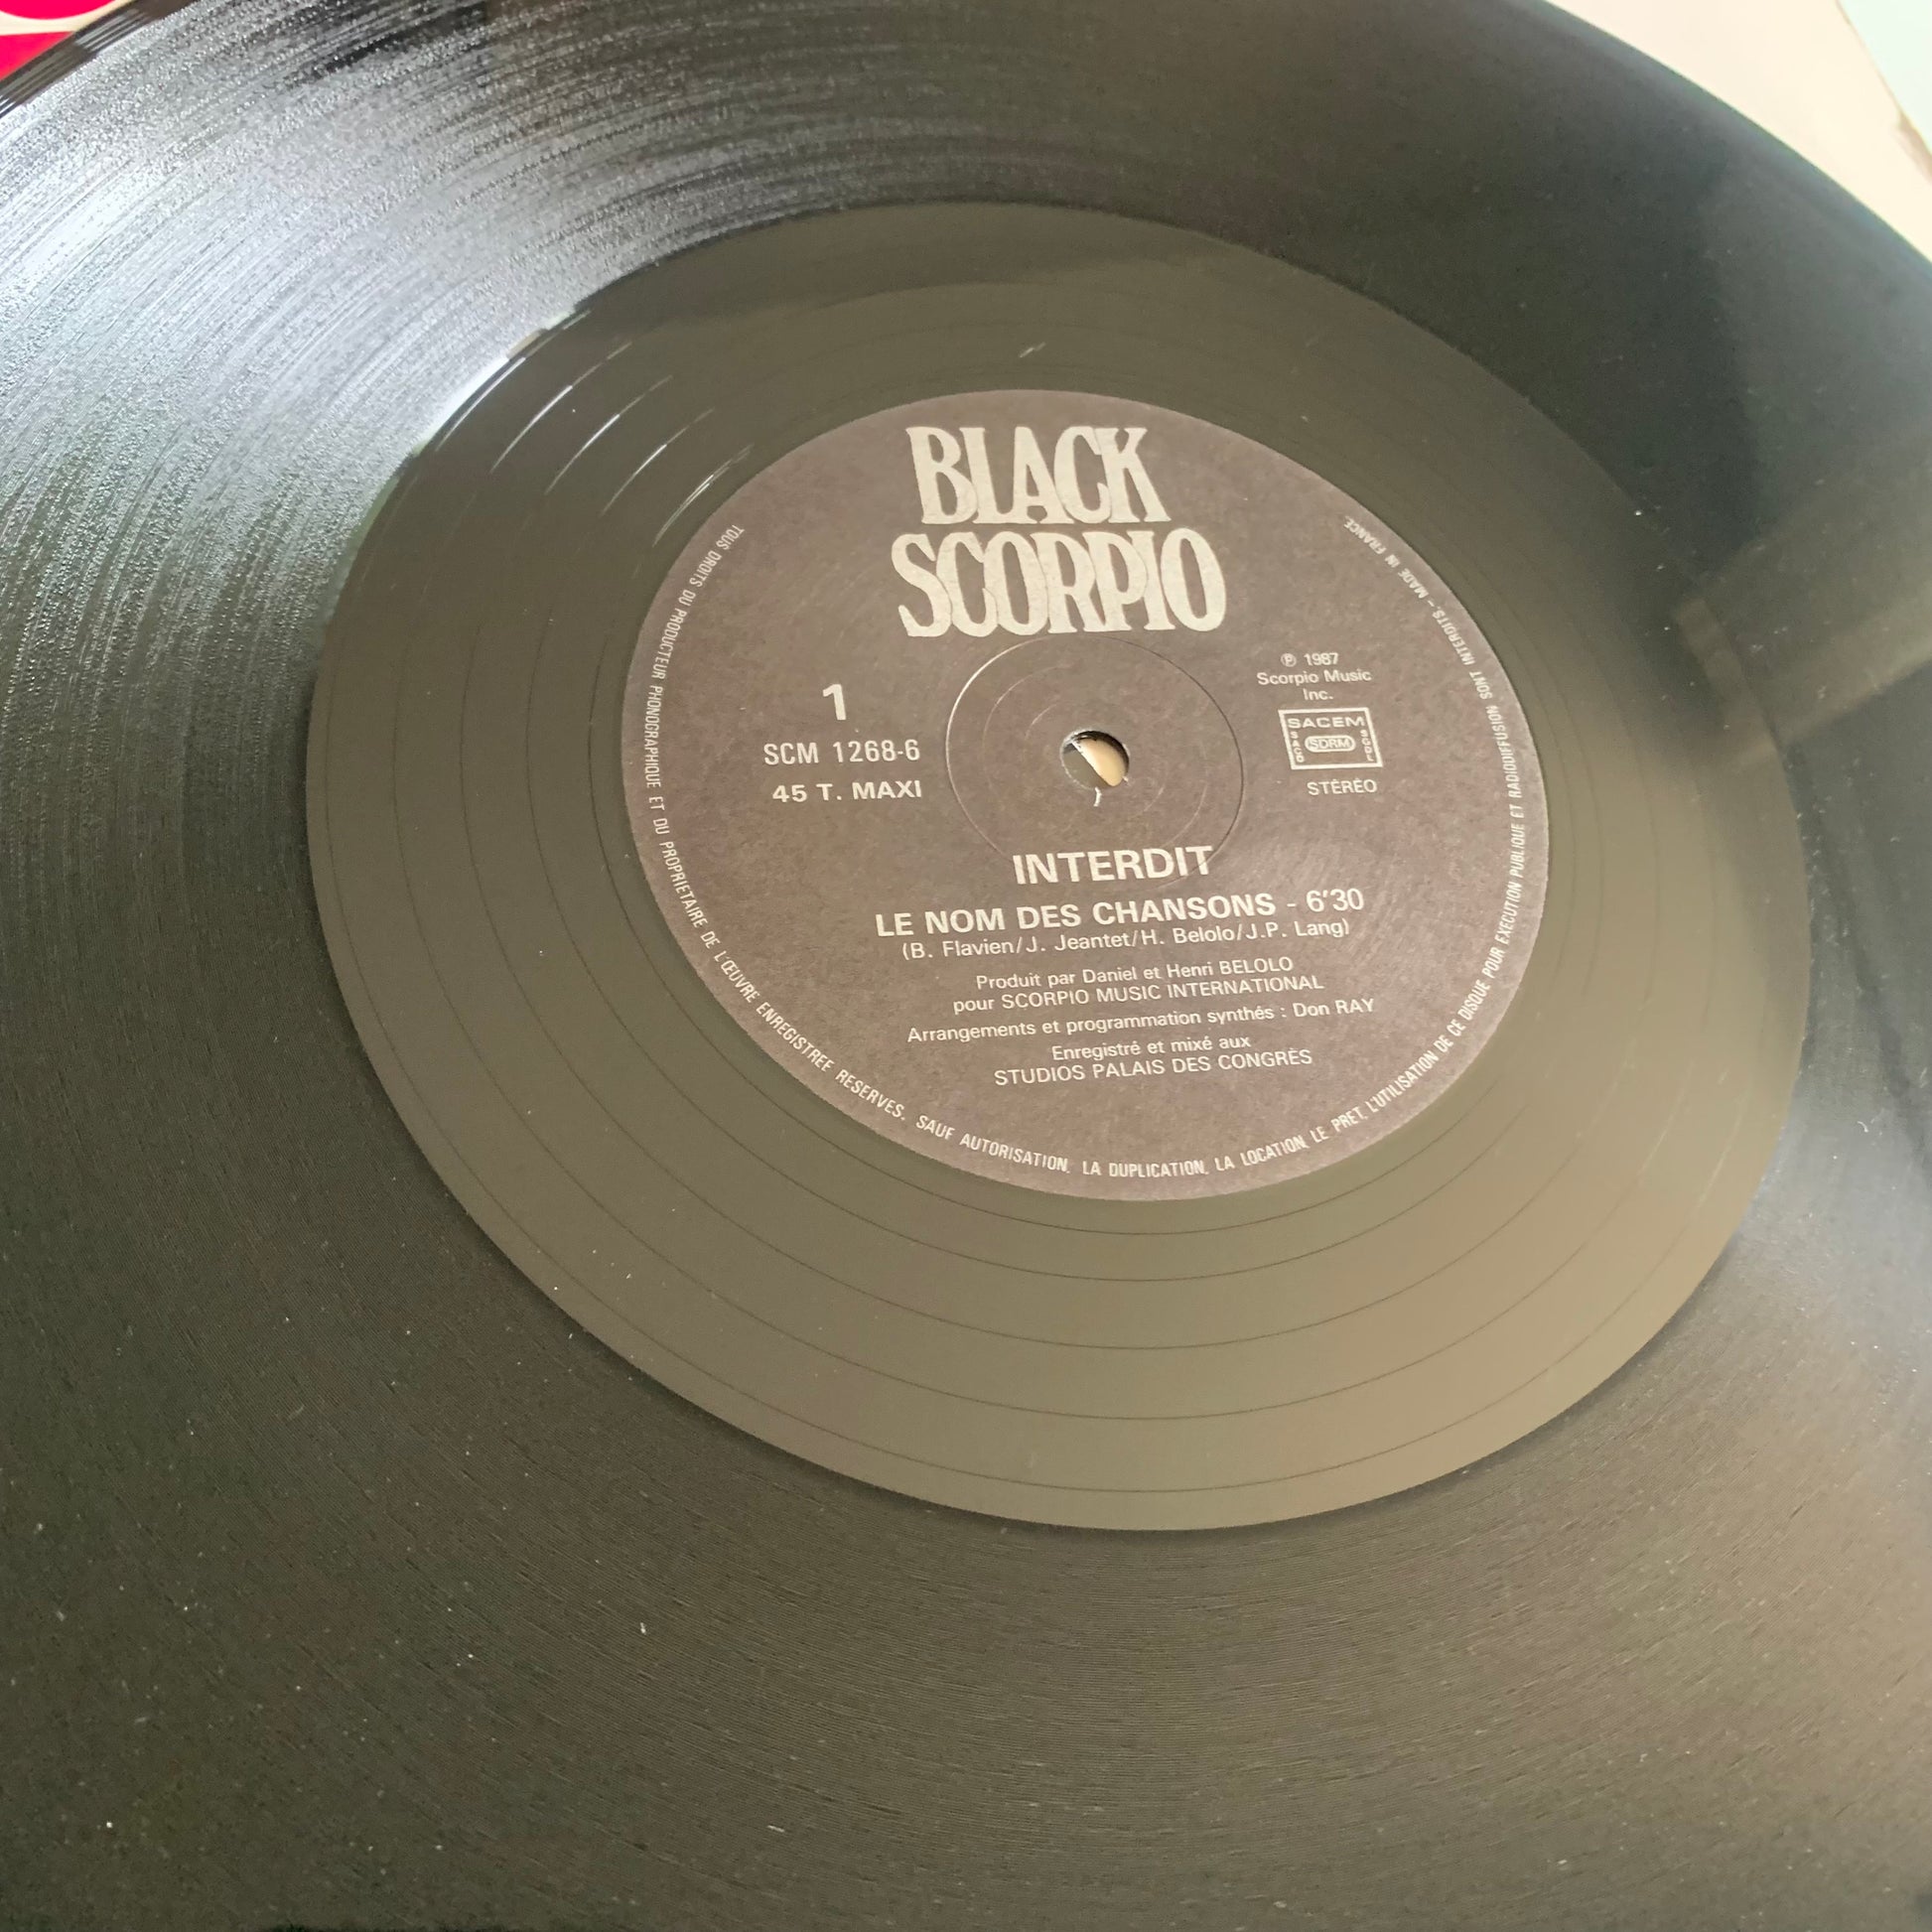 BLACK
SCORPIO
℗ 1987
Scorpio Music
Inc.
1
SCM 1268-6
45 T. MAXI
SACEM
SACD
SDRM
SGDL
STÉRÉO
INTERDIT
LE NOM DES CHANSONS - 6'30
(B. Flavien/J. Jeantet/H. Belolo/J.P. Lang)
Produit par Daniel et Henri BELOLO
pour SCORPIO MUSIC INTERNATIONAL
Arrangements et programmation synthés : Don RAY
Enregistré et mixé aux
STUDIOS PALAIS DES CONGRÈS
TOUS DROITS DU PRODUCTEUR PHONOGRAPHIQUE ET DU PROPRIETAIRE DE L'ŒUVRE ENREGISTREE RESERVES. SAUF AUTORISATION, LA DUPLICATION, LA LOCATION, LE PRET, L'UTILISATION DE CE DISQUE POUR EXECUTION PUBLIQUE ET RADIODIFFUSION SONT INTERDITS - MADE IN FRANCE